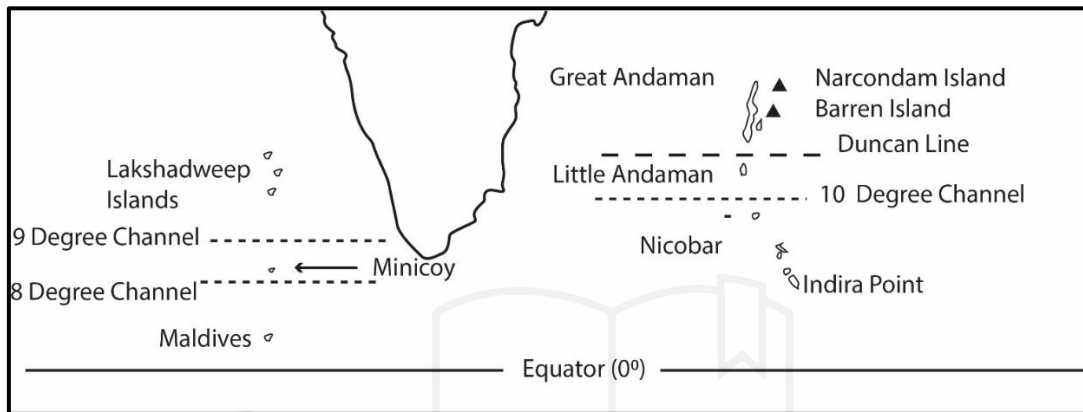 Great Andaman
Narcondam Island
Barren Island
Duncan Line
Lakshadweep
Islands
Little Andaman
10 Degree Channel
9 Degree Channel
Nicobar
Minicoy
8 Degree Channel
Indira Point
Maldives
Equator (0⁰)